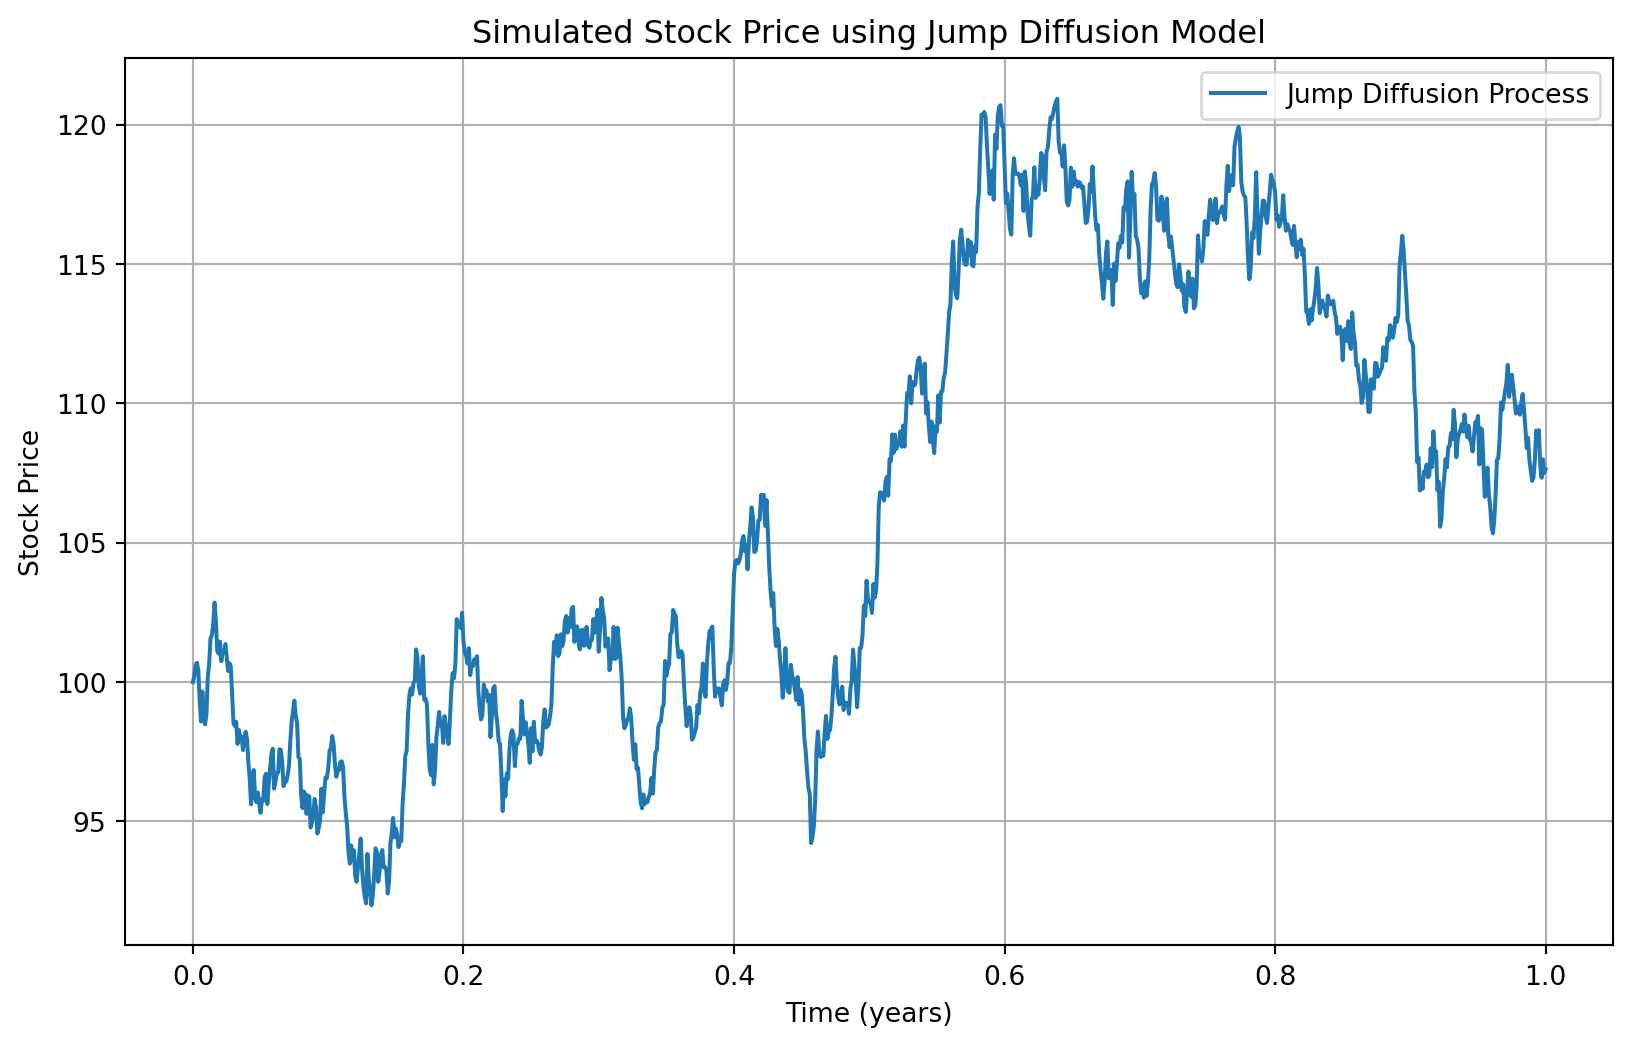 Simulated Stock Price using Jump Diffusion Model
Jump Diffusion Process
120
115
110
105
100
95
Stock Price
0.0 0.2 0.4 0.6 0.8 1.0
Time (years)